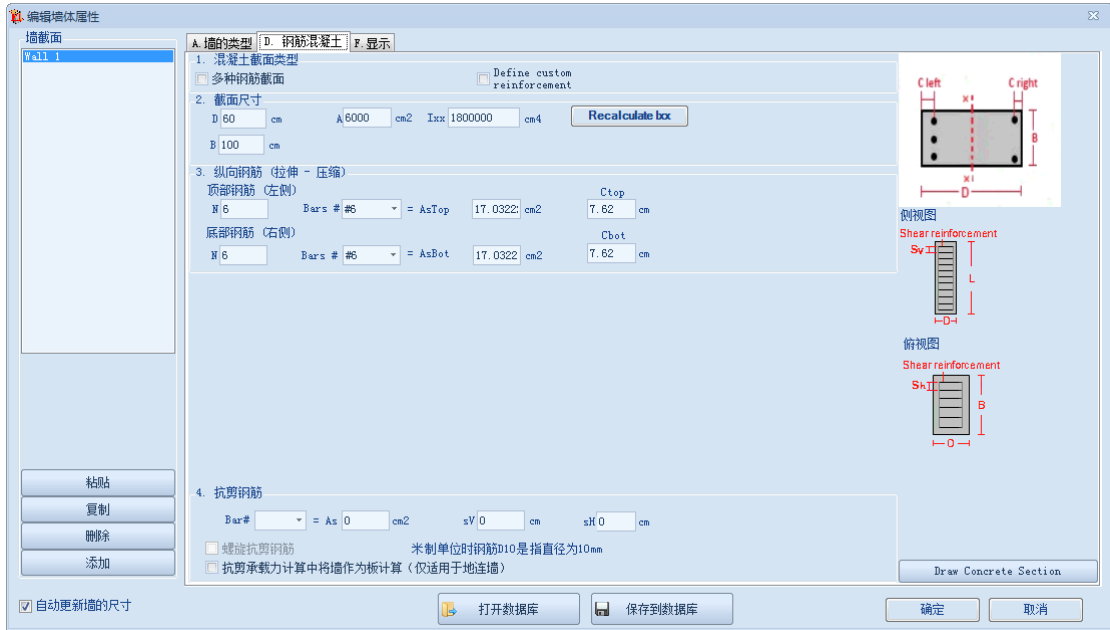 编辑墙体属性
墙截面
Wall 1
A.墙的类型 D. 钢筋混凝土 F.显示
1. 混凝土截面类型
多种钢筋截面 Define custom reinforcement
2. 截面尺寸
D 60 cm A 6000 cm2 Ixx 1800000 cm4 Recalculate Ixx
B 100 cm
3. 纵向钢筋 (拉伸 - 压缩)
顶部钢筋 (左侧) Ctop
N 6 Bars # #6 = AsTop 17.0322 cm2 7.62 cm
底部钢筋 (右侧) Cbot
N 6 Bars # #6 = AsBot 17.0322 cm2 7.62 cm
C left C right
x
B
x
D
侧视图
Shear reinforcement
Sv
L
D
俯视图
Shear reinforcement
Sh
B
D
4. 抗剪钢筋
Bar# = As 0 cm2 sV 0 cm sH 0 cm
螺旋抗剪钢筋 米制单位时钢筋D10是指直径为10mm
抗剪承载力计算中将墙作为板计算 (仅适用于地连墙)
Draw Concrete Section
粘贴
复制
删除
添加
自动更新墙的尺寸 打开数据库 保存到数据库 确定 取消